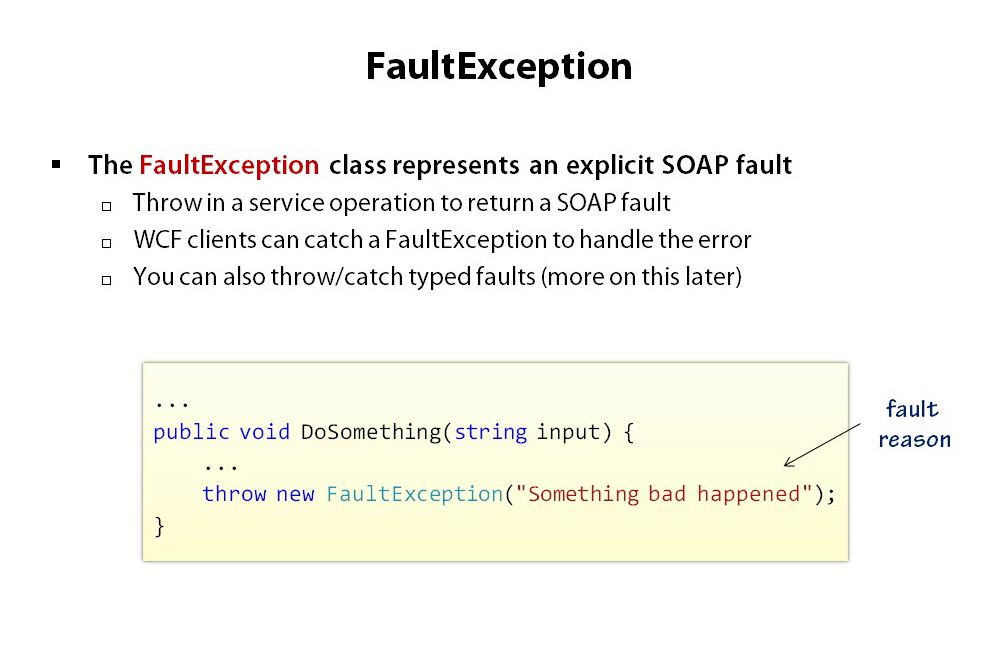 FaultException
▪ The FaultException class represents an explicit SOAP fault
▫ Throw in a service operation to return a SOAP fault
▫ WCF clients can catch a FaultException to handle the error
▫ You can also throw/catch typed faults (more on this later)
...
public void DoSomething(string input) {
...
throw new FaultException("Something bad happened");
}
fault
reason